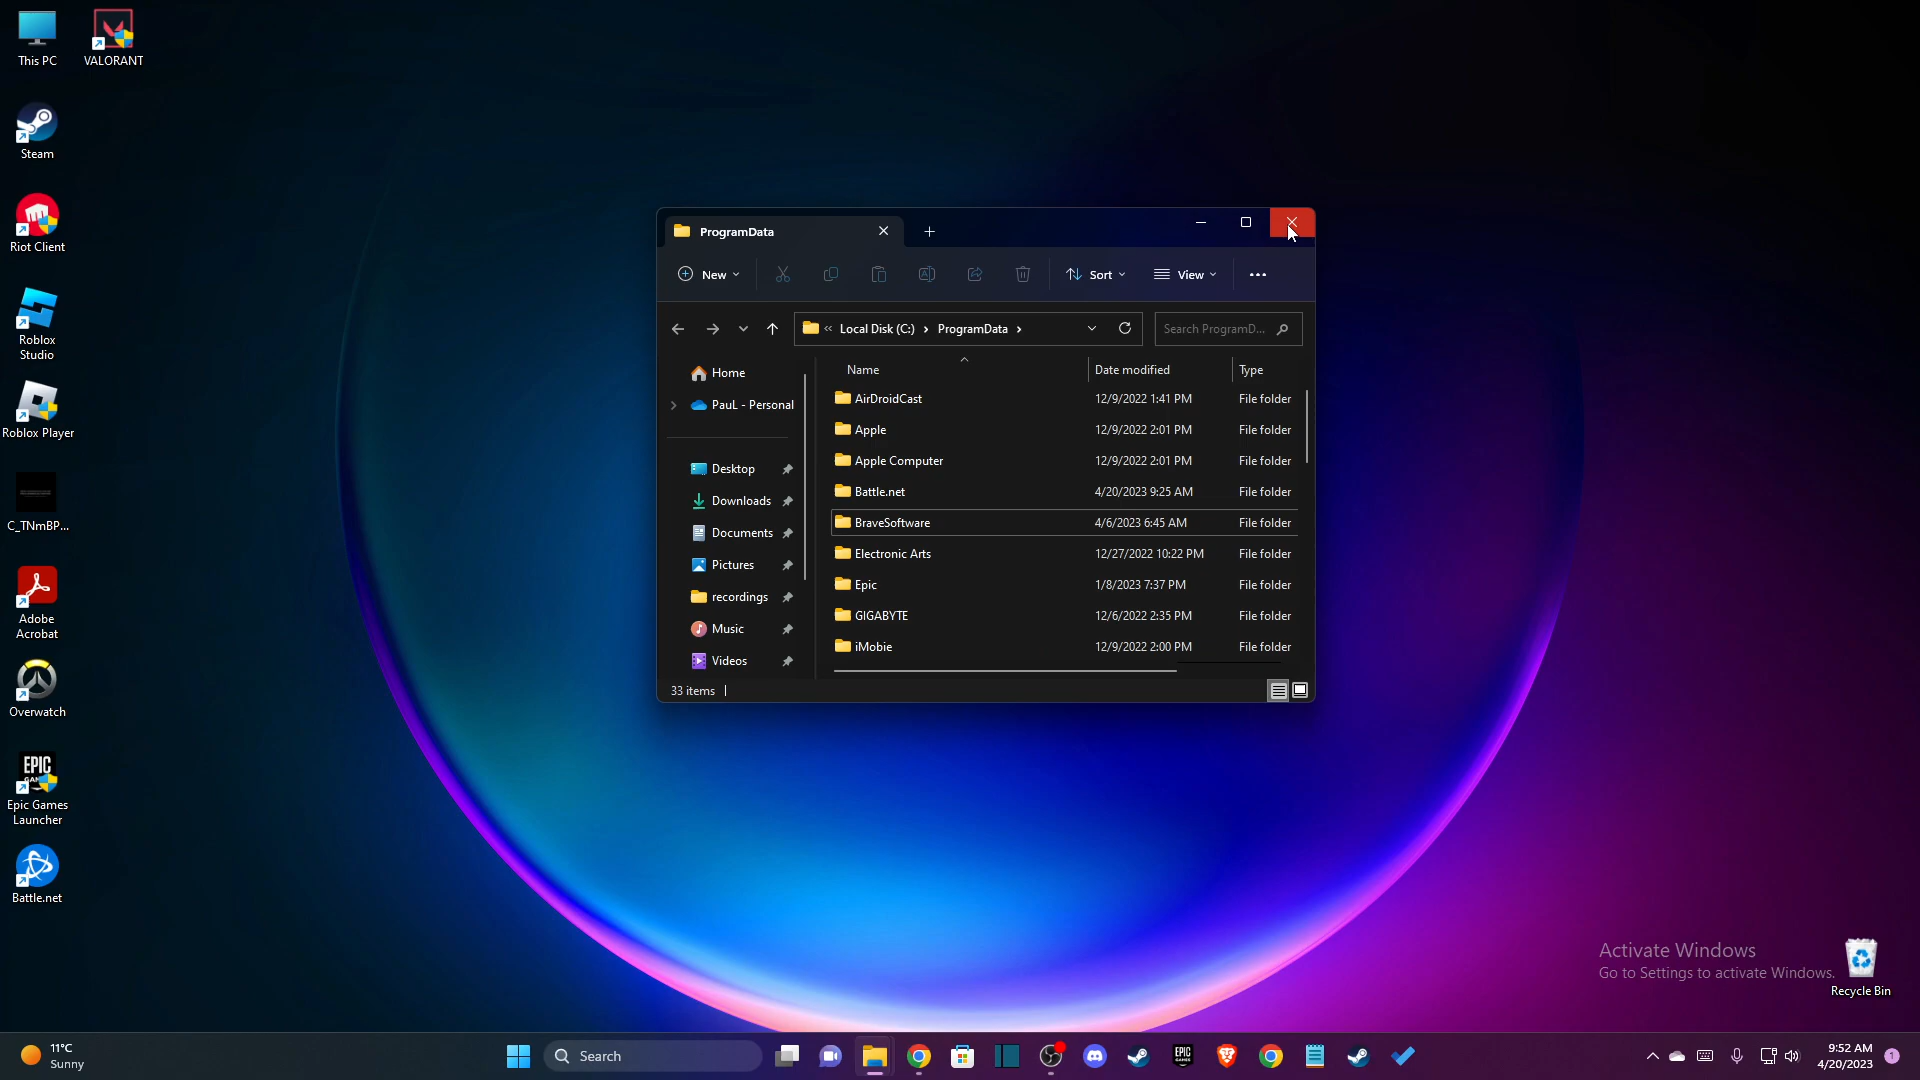 This PC
VALORANT
Steam
Riot Client
Roblox
Studio
Roblox Player
C_TNmBP...
Adobe
Acrobat
Overwatch
EPIC
Epic Games
Launcher
Battle.net
ProgramData
New
Sort
View
« Local Disk (C:) › ProgramData ›
Search ProgramD...
Home
PauL - Personal
Desktop
Downloads
Documents
Pictures
recordings
Music
Videos
Name Date modified Type
AirDroidCast 12/9/2022 1:41 PM File folder
Apple 12/9/2022 2:01 PM File folder
Apple Computer 12/9/2022 2:01 PM File folder
Battle.net 4/20/2023 9:25 AM File folder
BraveSoftware 4/6/2023 6:45 AM File folder
Electronic Arts 12/27/2022 10:22 PM File folder
Epic 1/8/2023 7:37 PM File folder
GIGABYTE 12/6/2022 2:35 PM File folder
iMobie 12/9/2022 2:00 PM File folder
33 items
Activate Windows
Go to Settings to activate Windows.
Recycle Bin
11°C
Sunny
Search
EPIC
9:52 AM
4/20/2023
1